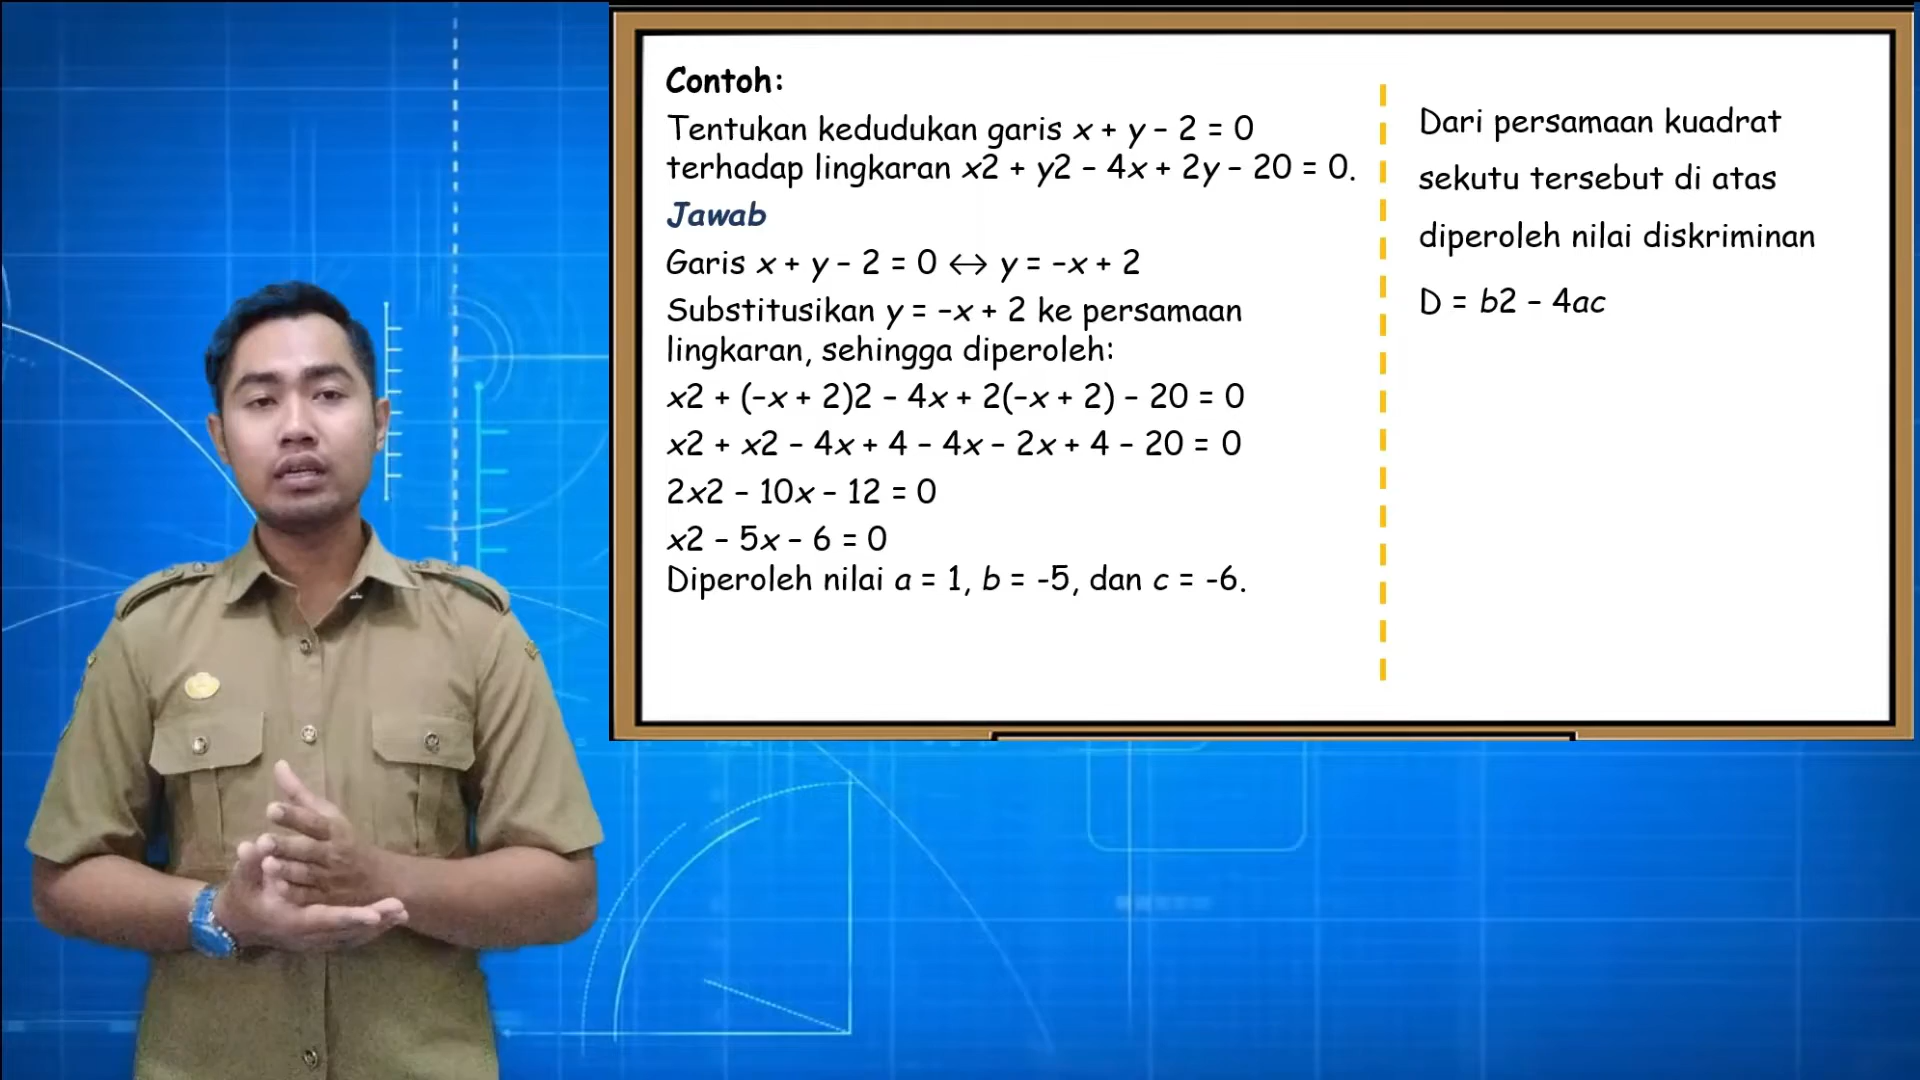 Contoh:
Tentukan kedudukan garis x + y – 2 = 0
terhadap lingkaran x2 + y2 – 4x + 2y – 20 = 0.
Jawab
Garis x + y – 2 = 0 ↔ y = –x + 2
Substitusikan y = –x + 2 ke persamaan
lingkaran, sehingga diperoleh:
x2 + (–x + 2)2 – 4x + 2(–x + 2) – 20 = 0
x2 + x2 – 4x + 4 – 4x – 2x + 4 – 20 = 0
2x2 – 10x – 12 = 0
x2 – 5x – 6 = 0
Diperoleh nilai a = 1, b = -5, dan c = -6.
Dari persamaan kuadrat
sekutu tersebut di atas
diperoleh nilai diskriminan
D = b2 – 4ac